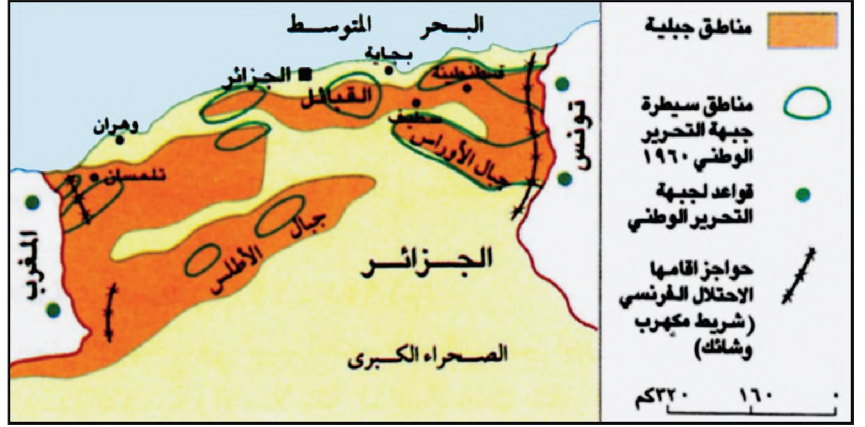 البحر المتوسط
بجاية
الجزائر
قسطنطينة
القبائل
سطيف
وهران
جبال الأوراس
تونس
تلمسان
جبال الأطلس
المغرب
الجزائر
الصحراء الكبرى
مناطق جبلية
مناطق سيطرة
جبهة التحرير
الوطني ١٩٦٠
قواعد لجبهة
التحرير الوطني
حواجز اقامها
الاحتلال الفرنسي
(شريط مكهرب
وشائك)
٣٢٠كم ١٦٠ ٠